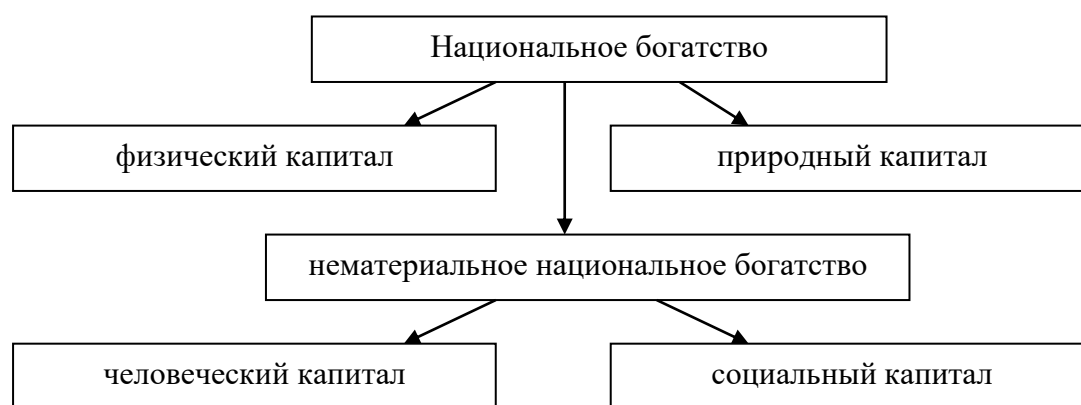 Национальное богатство
физический капитал
природный капитал
нематериальное национальное богатство
человеческий капитал
социальный капитал